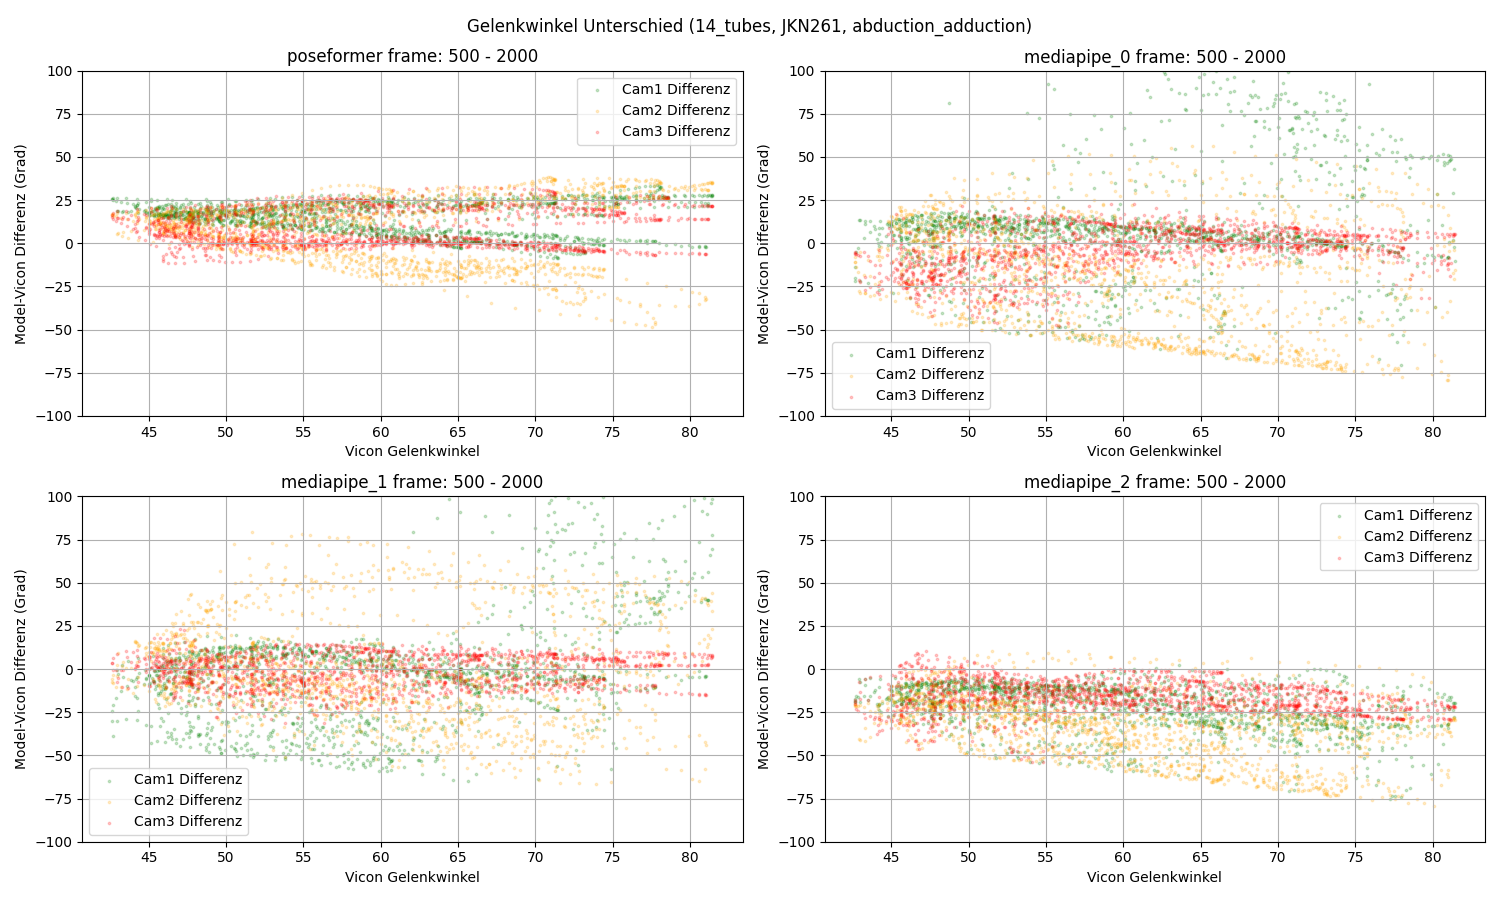 Gelenkwinkel Unterschied (14_tubes, JKN261, abduction_adduction)
poseformer frame: 500 - 2000
100
75
50
25
0
−25
−50
−75
−100
Model-Vicon Differenz (Grad)
Cam1 Differenz
Cam2 Differenz
Cam3 Differenz
45 50 55 60 65 70 75 80
Vicon Gelenkwinkel
mediapipe_0 frame: 500 - 2000
100
75
50
25
0
−25
−50
−75
−100
Model-Vicon Differenz (Grad)
Cam1 Differenz
Cam2 Differenz
Cam3 Differenz
45 50 55 60 65 70 75 80
Vicon Gelenkwinkel
mediapipe_1 frame: 500 - 2000
100
75
50
25
0
−25
−50
−75
−100
Model-Vicon Differenz (Grad)
Cam1 Differenz
Cam2 Differenz
Cam3 Differenz
45 50 55 60 65 70 75 80
Vicon Gelenkwinkel
mediapipe_2 frame: 500 - 2000
100
75
50
25
0
−25
−50
−75
−100
Model-Vicon Differenz (Grad)
Cam1 Differenz
Cam2 Differenz
Cam3 Differenz
45 50 55 60 65 70 75 80
Vicon Gelenkwinkel